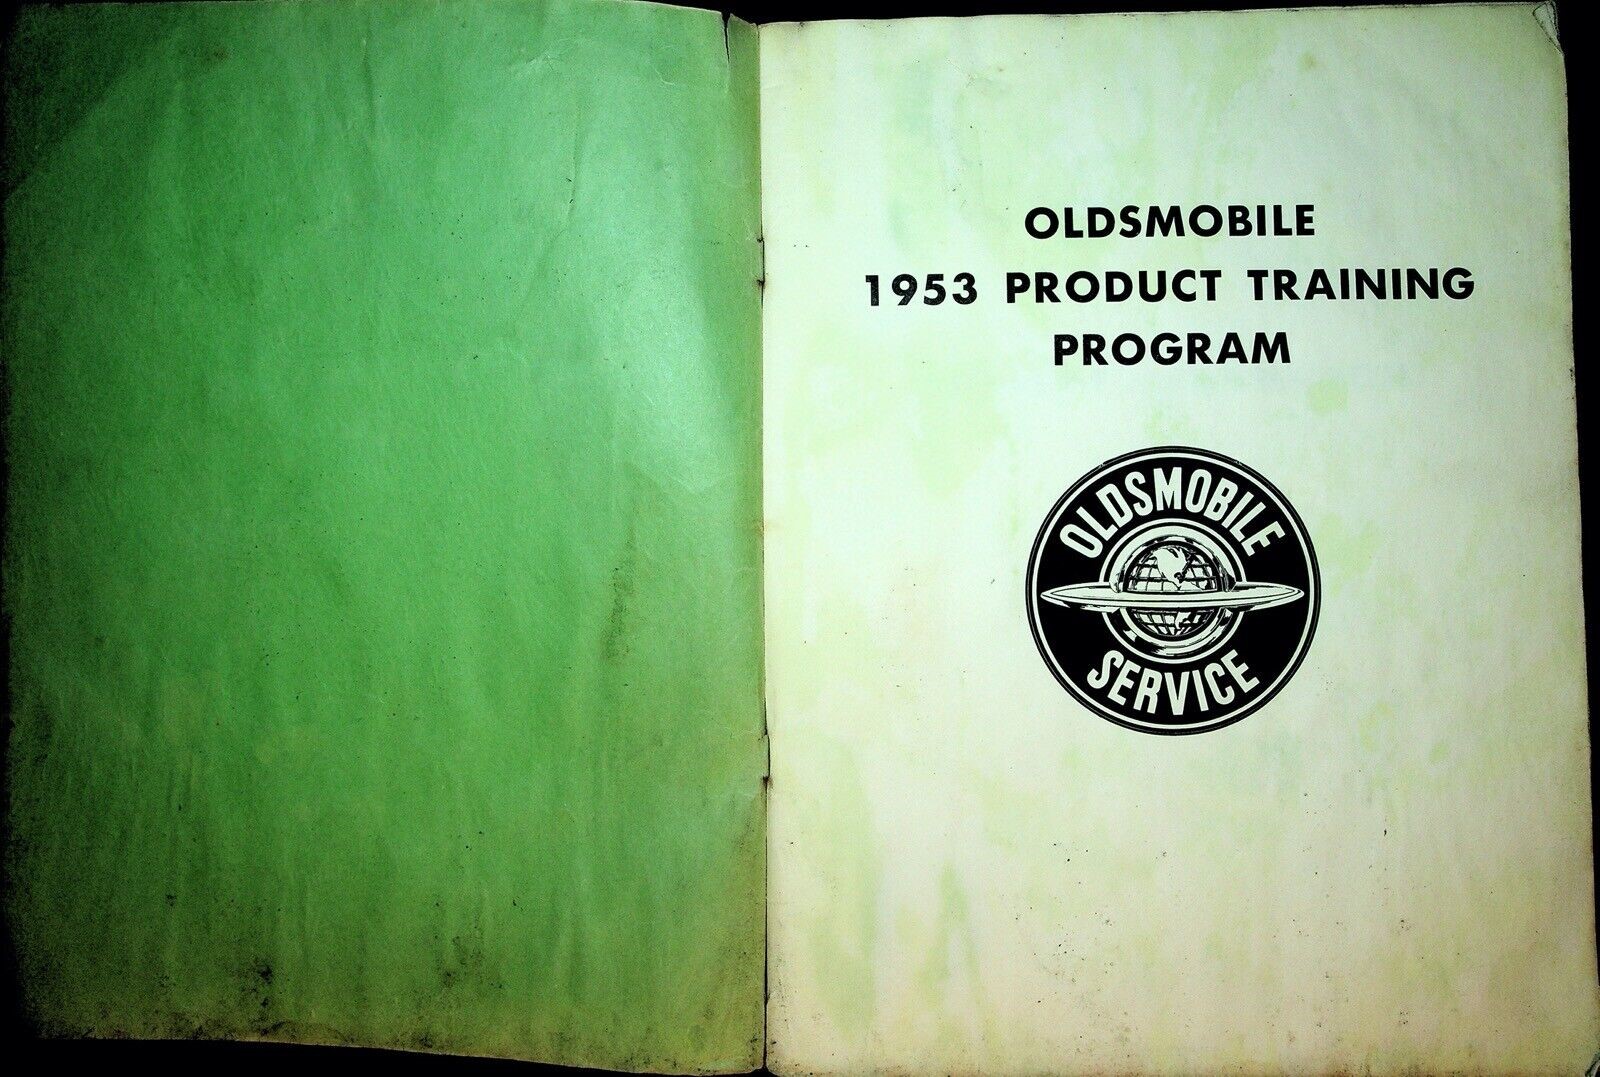 OLDSMOBILE
1953 PRODUCT TRAINING
PROGRAM
OLDSMOBILE
SERVICE